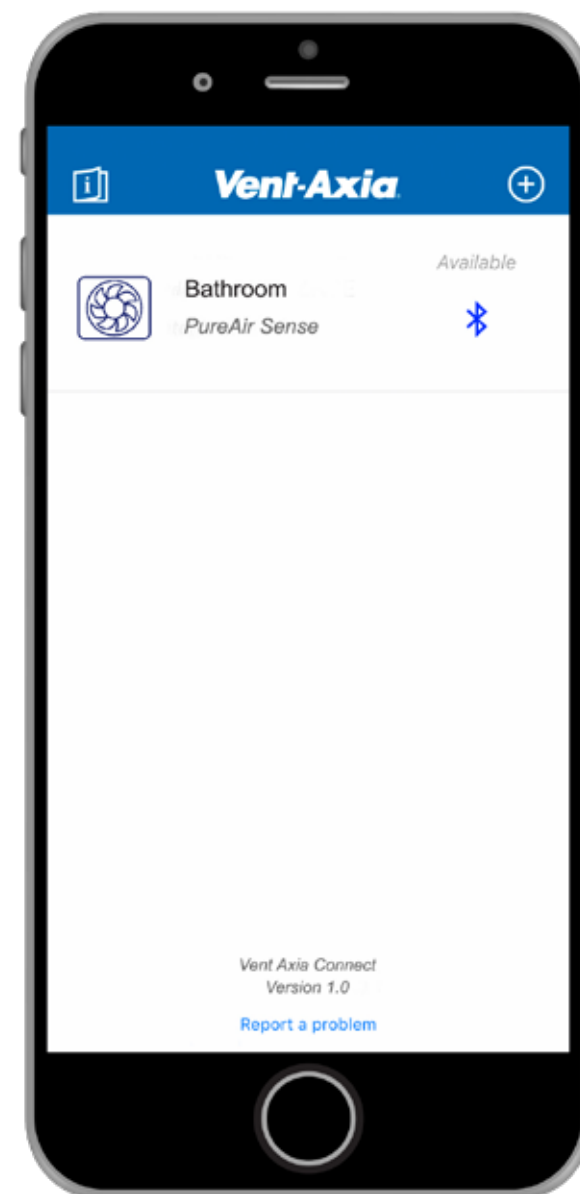 i
Vent-Axia
Available
Bathroom
PureAir Sense
Vent Axia Connect
Version 1.0
Report a problem